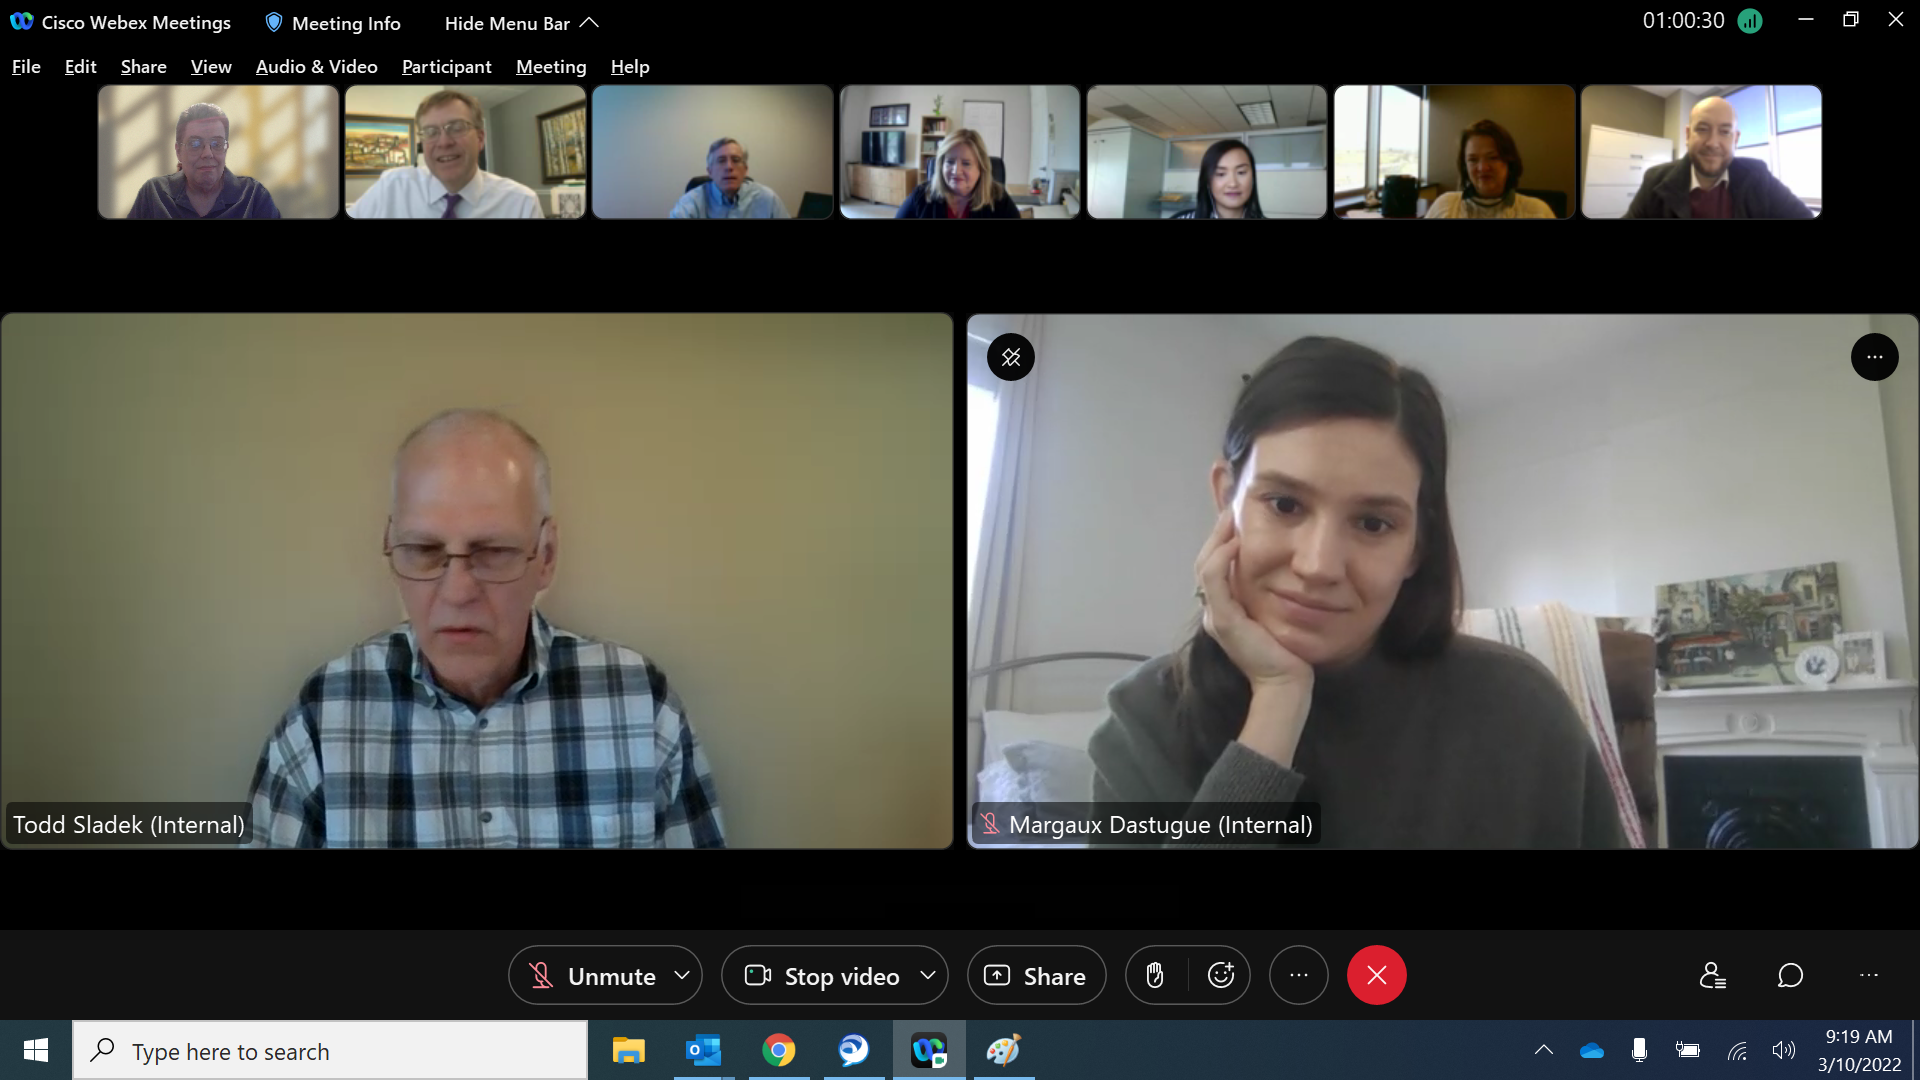 Cisco Webex Meetings
Meeting Info
Hide Menu Bar
01:00:30
File Edit Share View Audio & Video Participant Meeting Help
Todd Sladek (Internal)
Margaux Dastugue (Internal)
Unmute
Stop video
Share
Type here to search
9:19 AM
3/10/2022